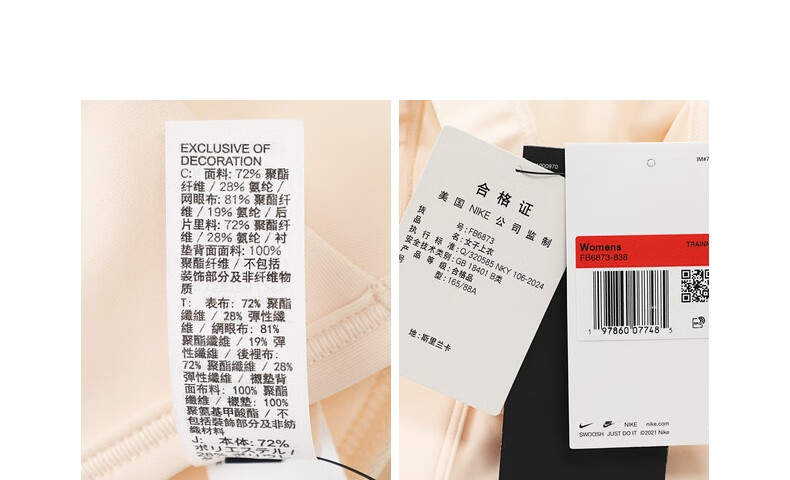 EXCLUSIVE OF
DECORATION
C: 面料: 72% 聚酯
纤维 / 28% 氨纶 /
网眼布: 81% 聚酯纤
维 / 19% 氨纶 / 后
片里料: 72% 聚酯纤
维 / 28% 氨纶 / 衬
垫背面面料: 100%
聚酯纤维 / 不包括
装饰部分及非纤维物
质
T: 表布: 72% 聚酯
纖維 / 28% 彈性纖
維 / 網眼布: 81%
聚酯纖維 / 19% 彈
性纖維 / 後裡布:
72% 聚酯纖維 / 28%
彈性纖維 / 襯墊背
面布料: 100% 聚酯
纖維 / 襯墊: 100%
聚氨基甲酸酯 / 不
包括裝飾部分及非紡
織材料
J: 本体: 72%
ポリエステル /
合格证
美国 NIKE 公司监制
货号: FB6873
品名: 女子上衣
执行标准: Q/320585 NKY 106-2024
安全技术类别: GB 18401 B类
产品等级: 合格品
号型: 165/88A
地: 斯里兰卡
Womens
FB6873-838
1 97860 07748 5
NIKE nike.com
SWOOSH JUST DO IT ©2021 Nike